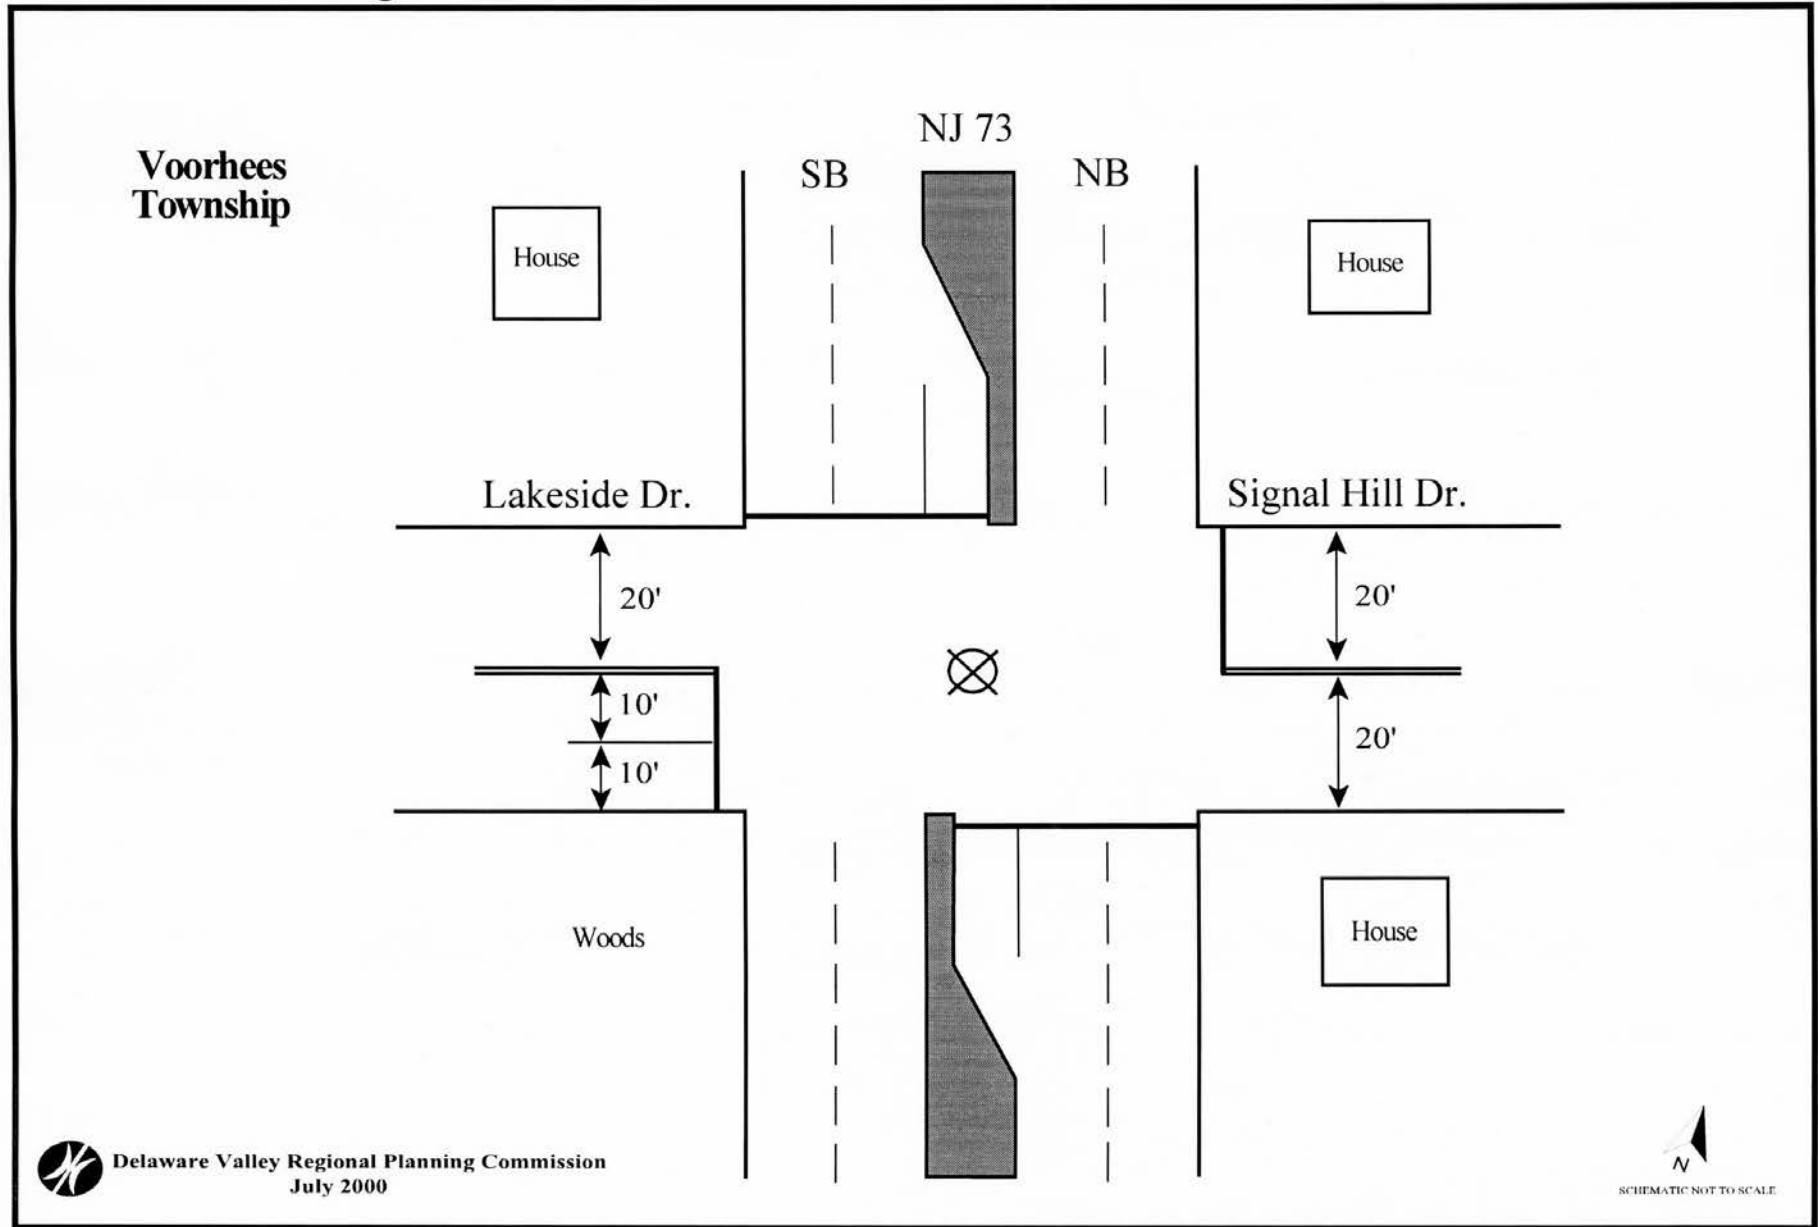 NJ 73
Voorhees
Township
SB
NB
House
House
Lakeside Dr.
Signal Hill Dr.
20'
20'
10'
20'
10'
Woods
House
Delaware Valley Regional Planning Commission
July 2000
N
SCHEMATIC NOT TO SCALE